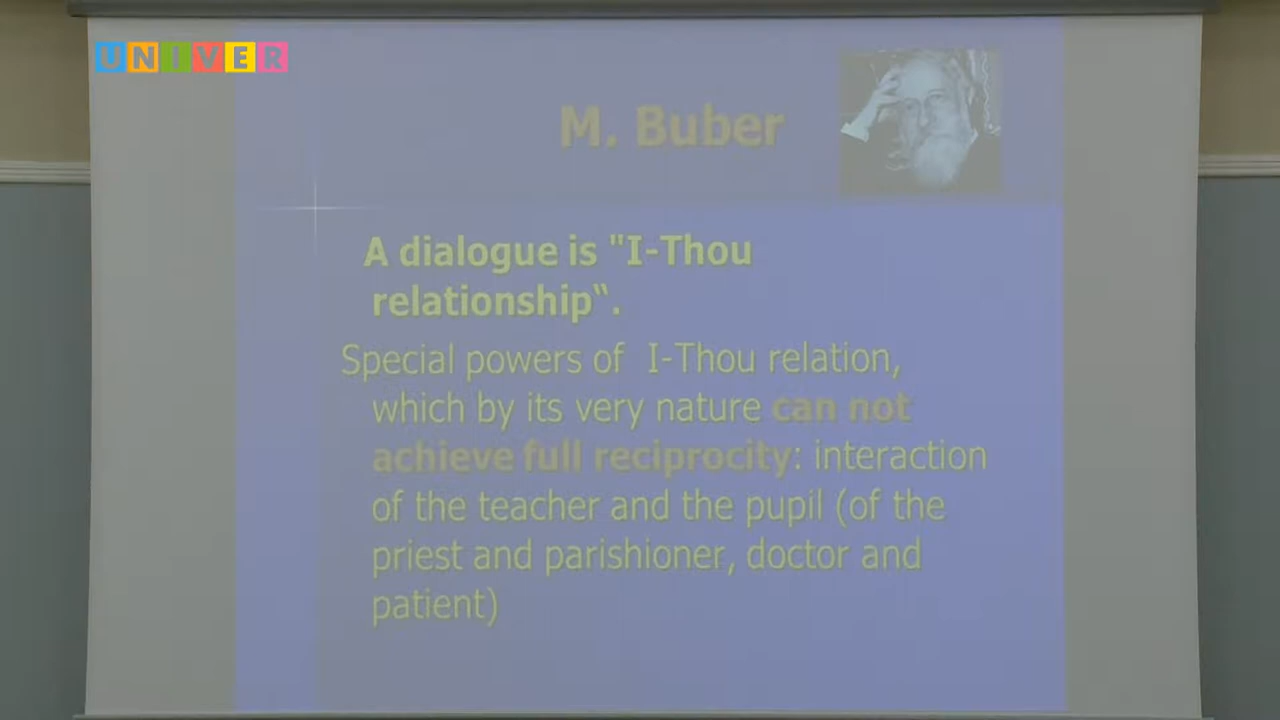 UNIVER
M. Buber
A dialogue is "I-Thou
relationship“.
Special powers of I-Thou relation,
which by its very nature can not
achieve full reciprocity: interaction
of the teacher and the pupil (of the
priest and parishioner, doctor and
patient)